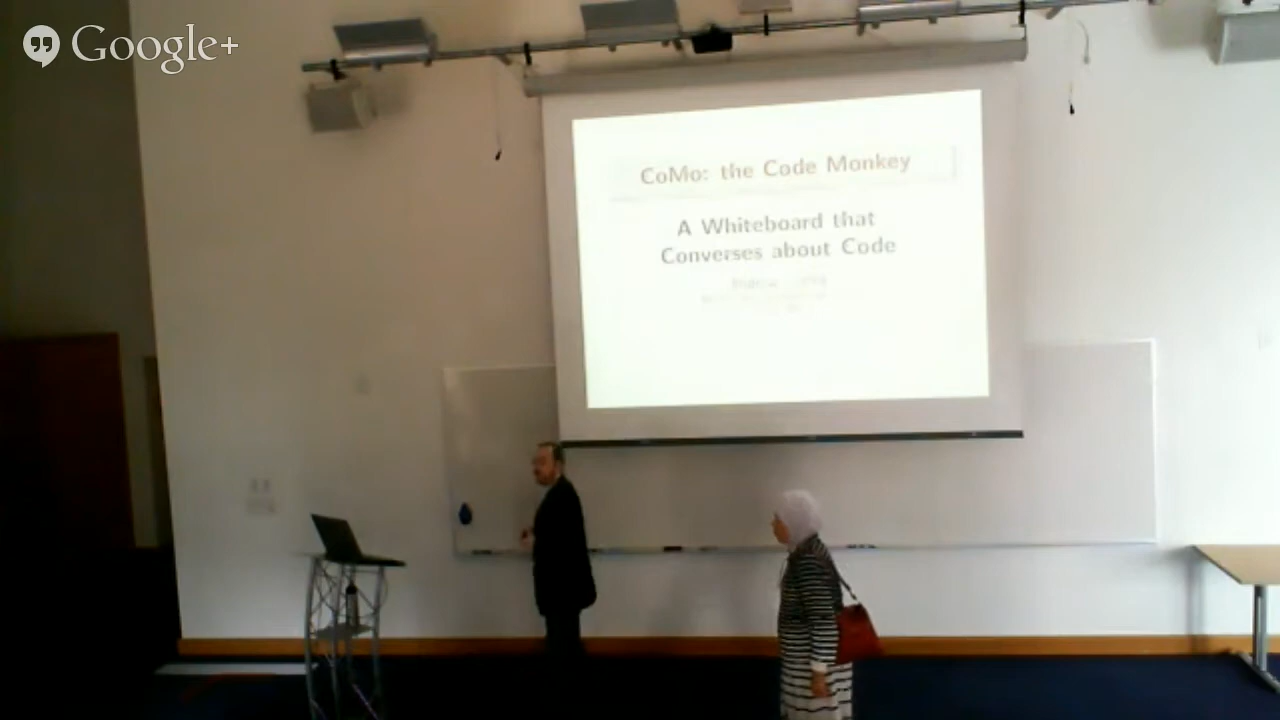 Google+
CoMo: the Code Monkey
A Whiteboard that
Converses about Code